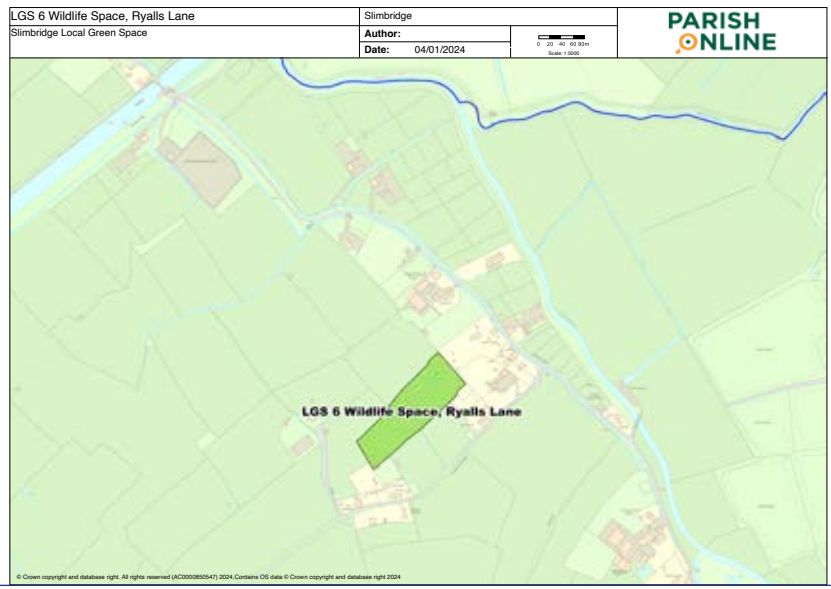 LGS 6 Wildlife Space, Ryalls Lane
Slimbridge Local Green Space
Slimbridge
Author:
Date: 04/01/2024
0 20 40 60 80m
Scale: 1:5000
PARISH
ONLINE
LGS 6 Wildlife Space, Ryalls Lane
© Crown copyright and database right. All rights reserved (AC0000850547) 2024,Contains OS data © Crown copyright and database right 2024